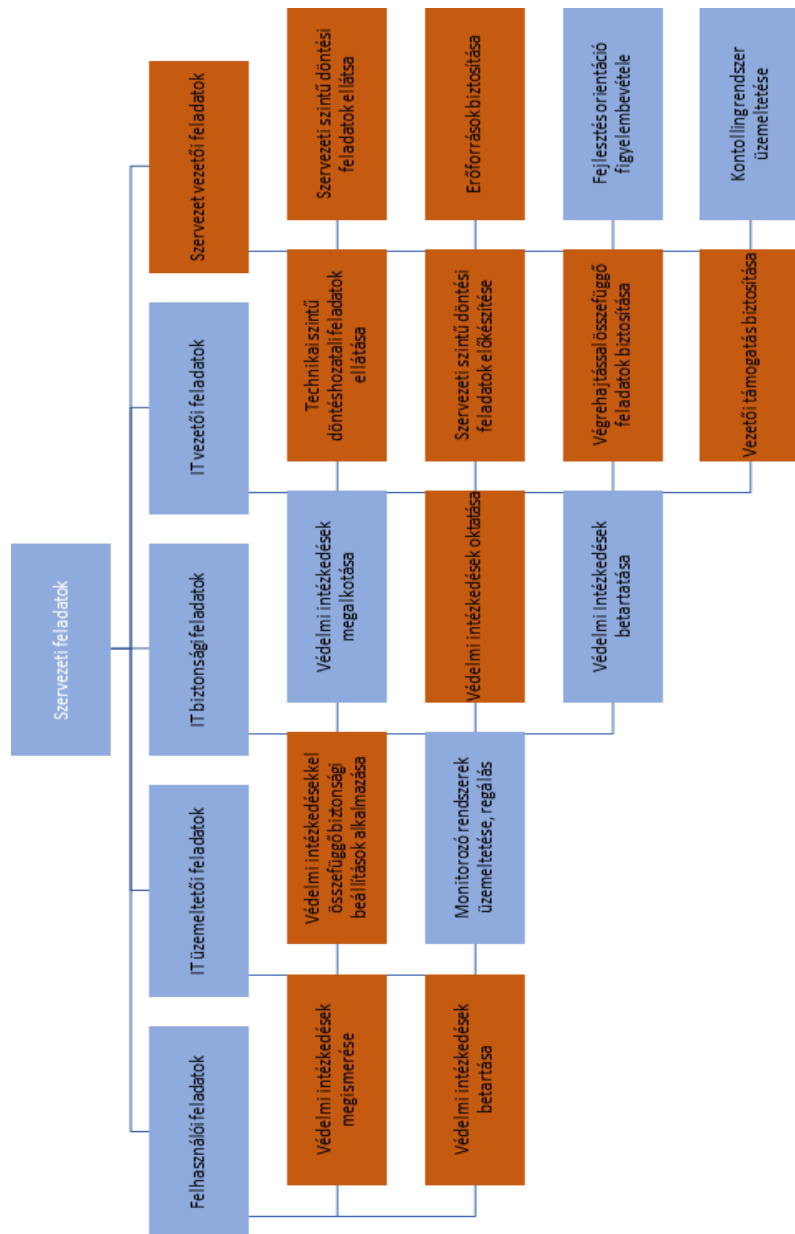 Szervezeti feladatok
Felhasználói feladatok
Védelmi intézkedések
megismerése
Védelmi intézkedések
betartása
IT üzemeltetői feladatok
Védelmi intézkedésekkel
összefüggő biztonsági
beállítások alkalmazása
Monitorozó rendszerek
üzemeltetése, regálás
IT biztonsági feladatok
Védelmi intézkedések
megalkotása
Védelmi intézkedések oktatása
Védelmi Intézkedések
betartatása
IT vezetői feladatok
Technikai szintű
döntéshozatali feladatok
ellátása
Szervezeti szintű döntési
feladatok előkészítése
Végrehajtással összefüggő
feladatok biztosítása
Vezetői támogatás biztosítása
Szervezet vezetői feladatok
Szervezeti szintű döntési
feladatok ellátsa
Erőforrások biztosítása
Fejlesztés orientáció
figyelembevétele
Kontollingrendszer
üzemeltetése